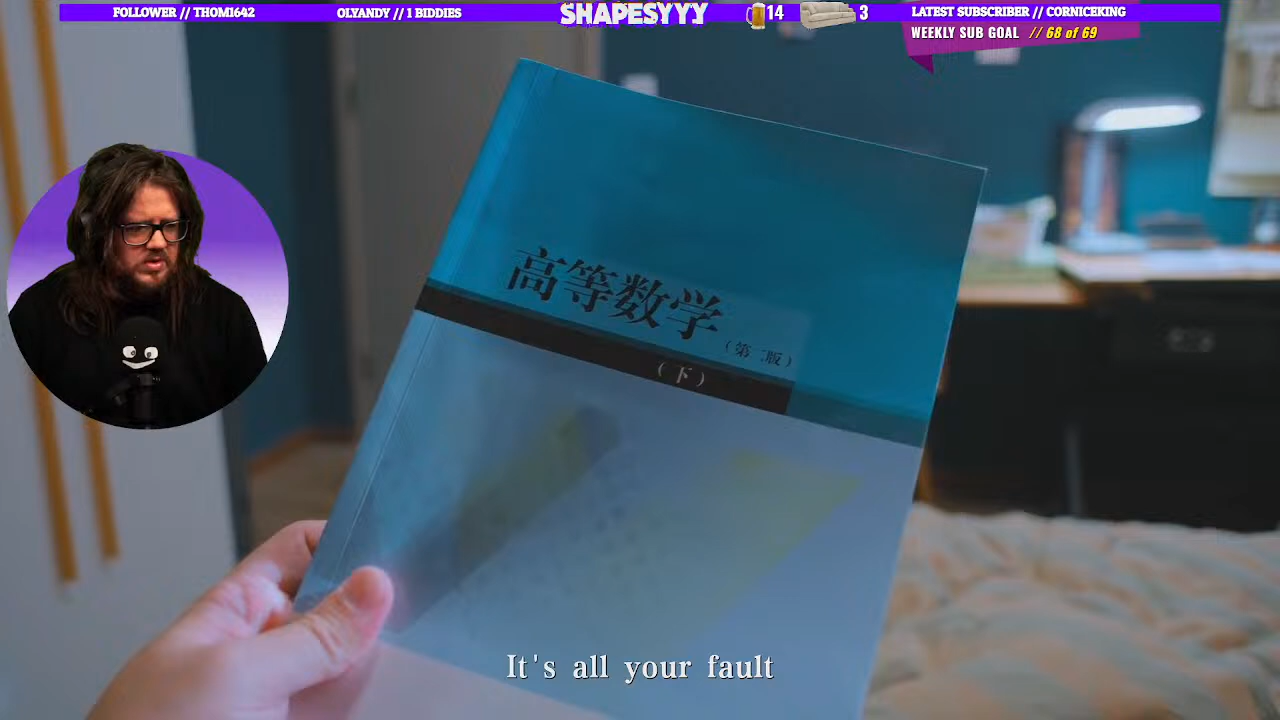 FOLLOWER // THOM1642
OLYANDY // 1 BIDDIES
SHAPESYYY
14
3
LATEST SUBSCRIBER // CORNICEKING
WEEKLY SUB GOAL // 68 of 69
高等数学
(第二版)
(下)
It's all your fault